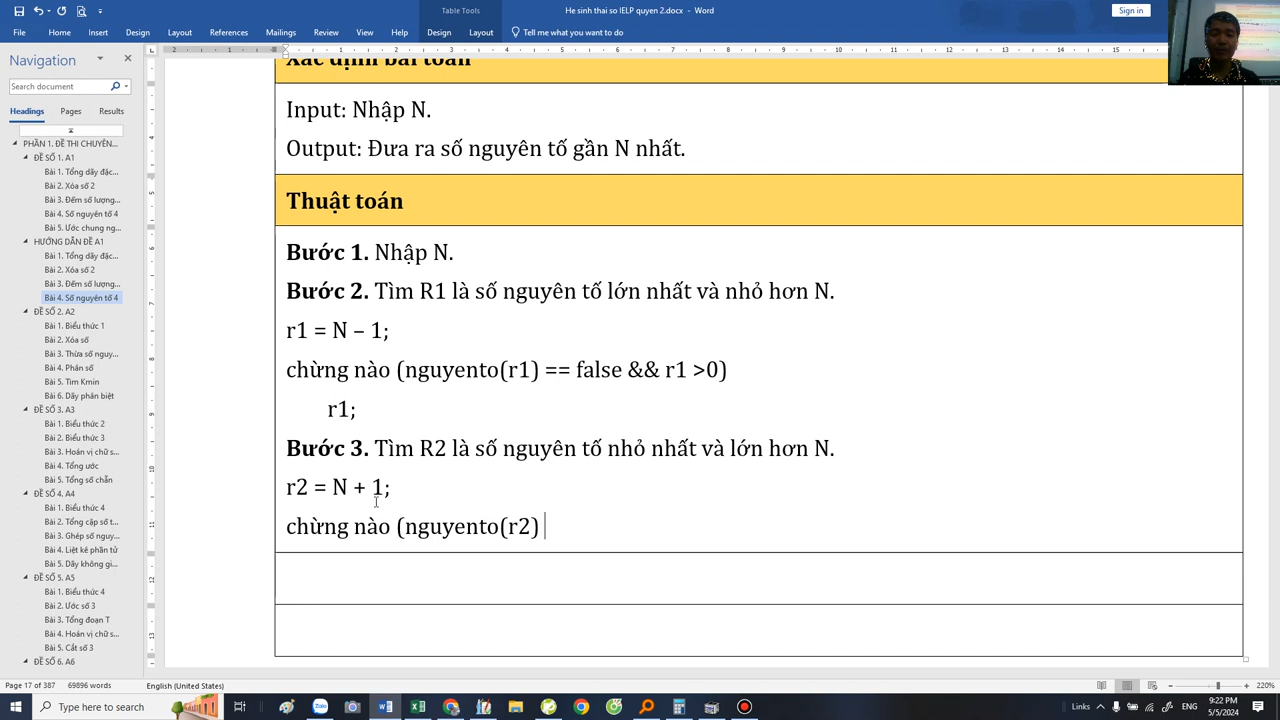 Table Tools
He sinh thai so IELP quyen 2.docx - Word
Sign in
File Home Insert Design Layout References Mailings Review View Help Design Layout Tell me what you want to do
Navigation
Search document
Headings Pages Results
PHẦN 1. ĐỀ THI CHUYÊN...
ĐỀ SỐ 1. A1
Bài 1. Tổng dãy đặc...
Bài 2. Xóa số 2
Bài 3. Đếm số lượng...
Bài 4. Số nguyên tố 4
Bài 5. Ước chung ng...
HƯỚNG DẪN ĐỀ A1
Bài 1. Tổng dãy đặc...
Bài 2. Xóa số 2
Bài 3. Đếm số lượng...
Bài 4. Số nguyên tố 4
ĐỀ SỐ 2. A2
Bài 1. Biểu thức 1
Bài 2. Xóa số
Bài 3. Thừa số nguy...
Bài 4. Phân số
Bài 5. Tìm Kmin
Bài 6. Dãy phân biệt
ĐỀ SỐ 3. A3
Bài 1. Biểu thức 2
Bài 2. Biểu thức 3
Bài 3. Hoán vị chữ s...
Bài 4. Tổng ước
Bài 5. Tổng số chẵn
ĐỀ SỐ 4. A4
Bài 1. Biểu thức 4
Bài 2. Tổng cặp số t...
Bài 3. Ghép số nguy...
Bài 4. Liệt kê phần tử
Bài 5. Dãy không gi...
ĐỀ SỐ 5. A5
Bài 1. Biểu thức 4
Bài 2. Ước số 3
Bài 3. Tổng đoạn T
Bài 4. Hoán vị chữ s...
Bài 5. Cắt số 3
ĐỀ SỐ 6. A6
Xác định bài toán
Input: Nhập N.
Output: Đưa ra số nguyên tố gần N nhất.
Thuật toán
Bước 1. Nhập N.
Bước 2. Tìm R1 là số nguyên tố lớn nhất và nhỏ hơn N.
r1 = N – 1;
chừng nào (nguyento(r1) == false && r1 >0)
r1;
Bước 3. Tìm R2 là số nguyên tố nhỏ nhất và lớn hơn N.
r2 = N + 1;
chừng nào (nguyento(r2)
Page 17 of 387 69896 words English (United States) 220%
Type here to search
Links
9:22 PM
5/5/2024